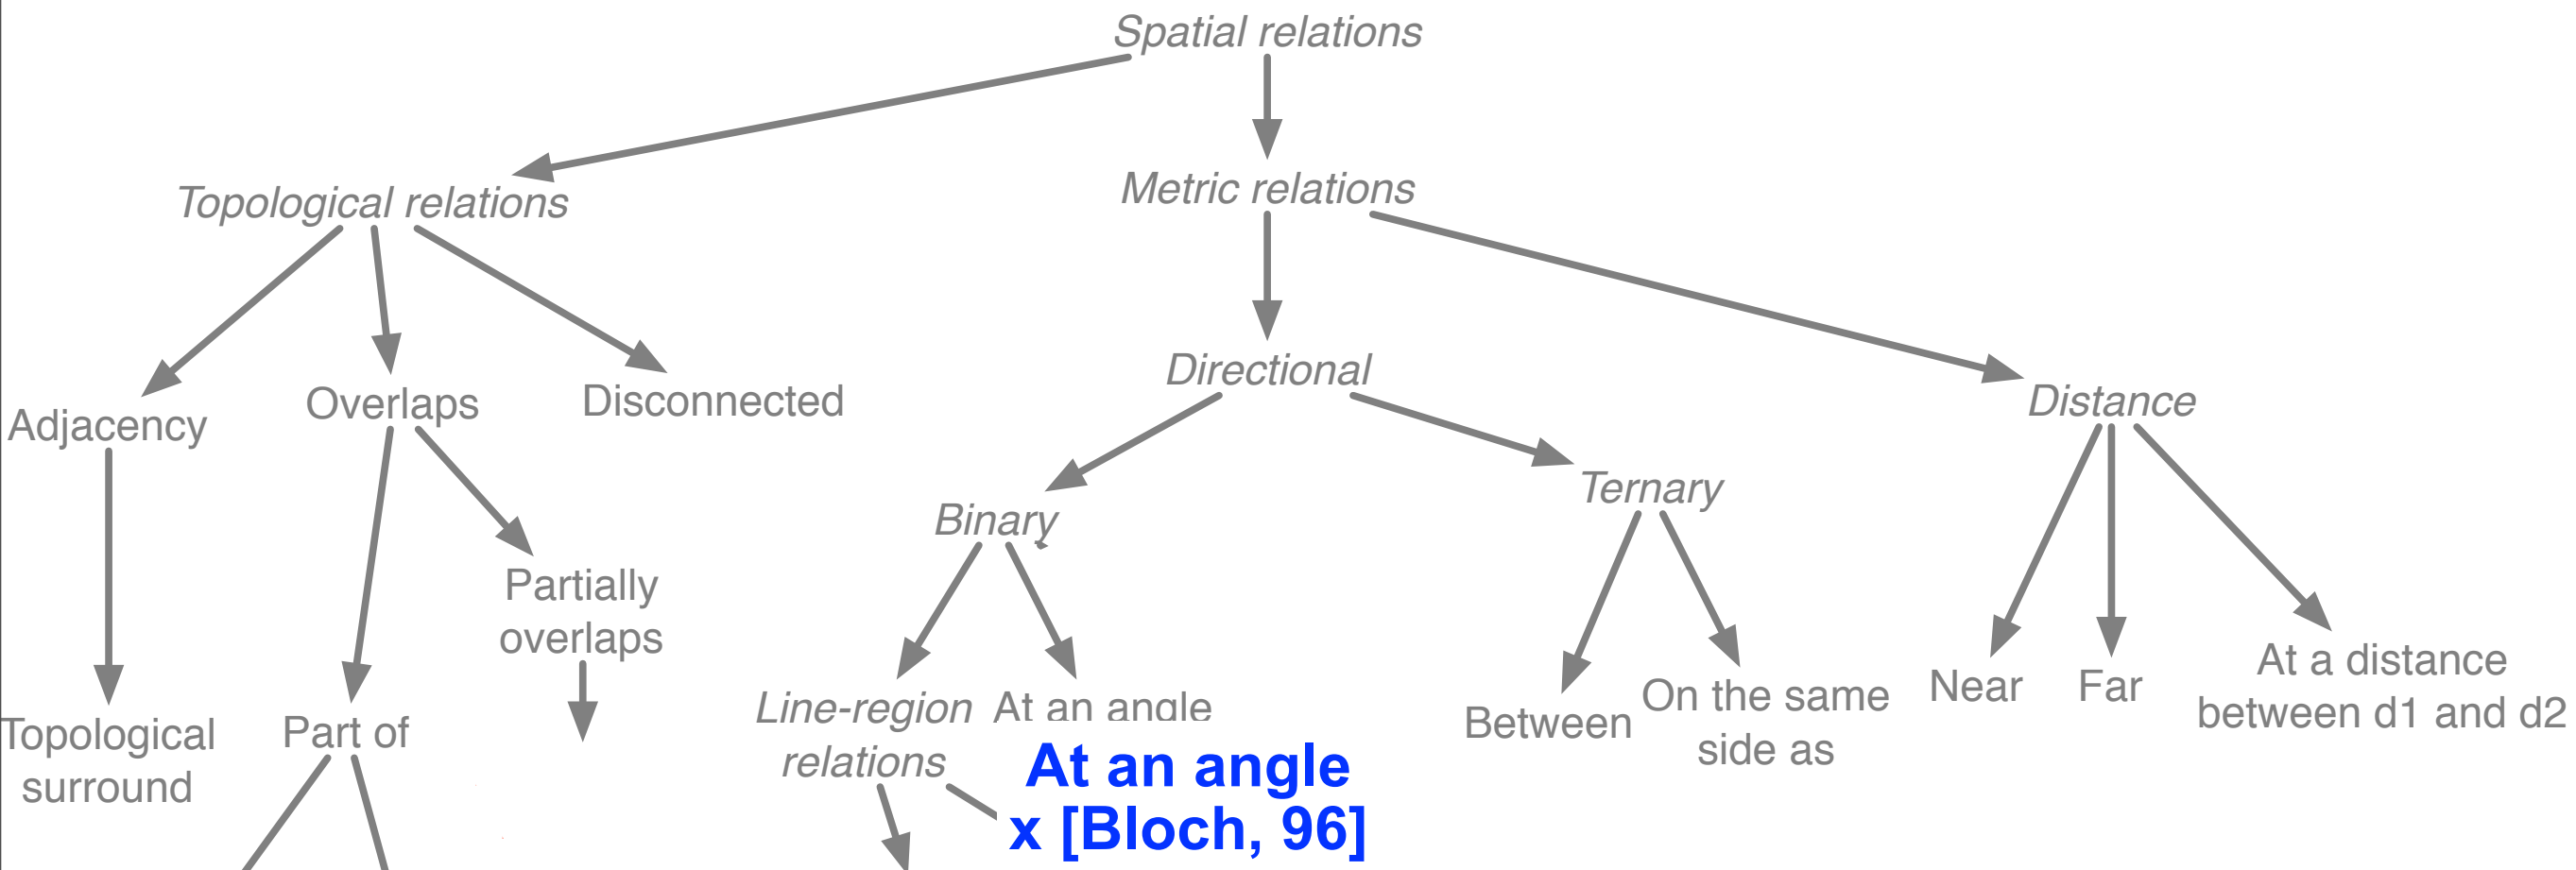 Spatial relations
Topological relations
Metric relations
Directional
Adjacency
Overlaps
Disconnected
Distance
Binary
Ternary
Partially
overlaps
Topological
surround
Part of
Line-region
relations
At an angle
At an angle
x [Bloch, 96]
Between
On the same
side as
Near
Far
At a distance
between d1 and d2